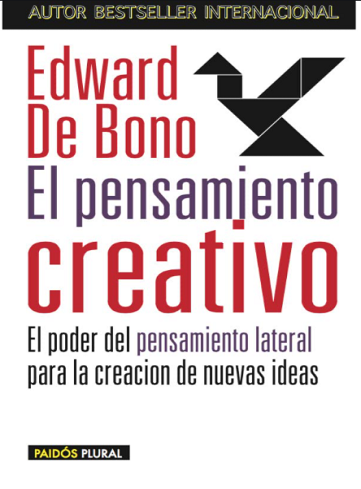 AUTOR BESTSELLER INTERNACIONAL
Edward
De Bono
El pensamiento
creativo
El poder del pensamiento lateral
para la creacion de nuevas ideas
PAIDÓS PLURAL